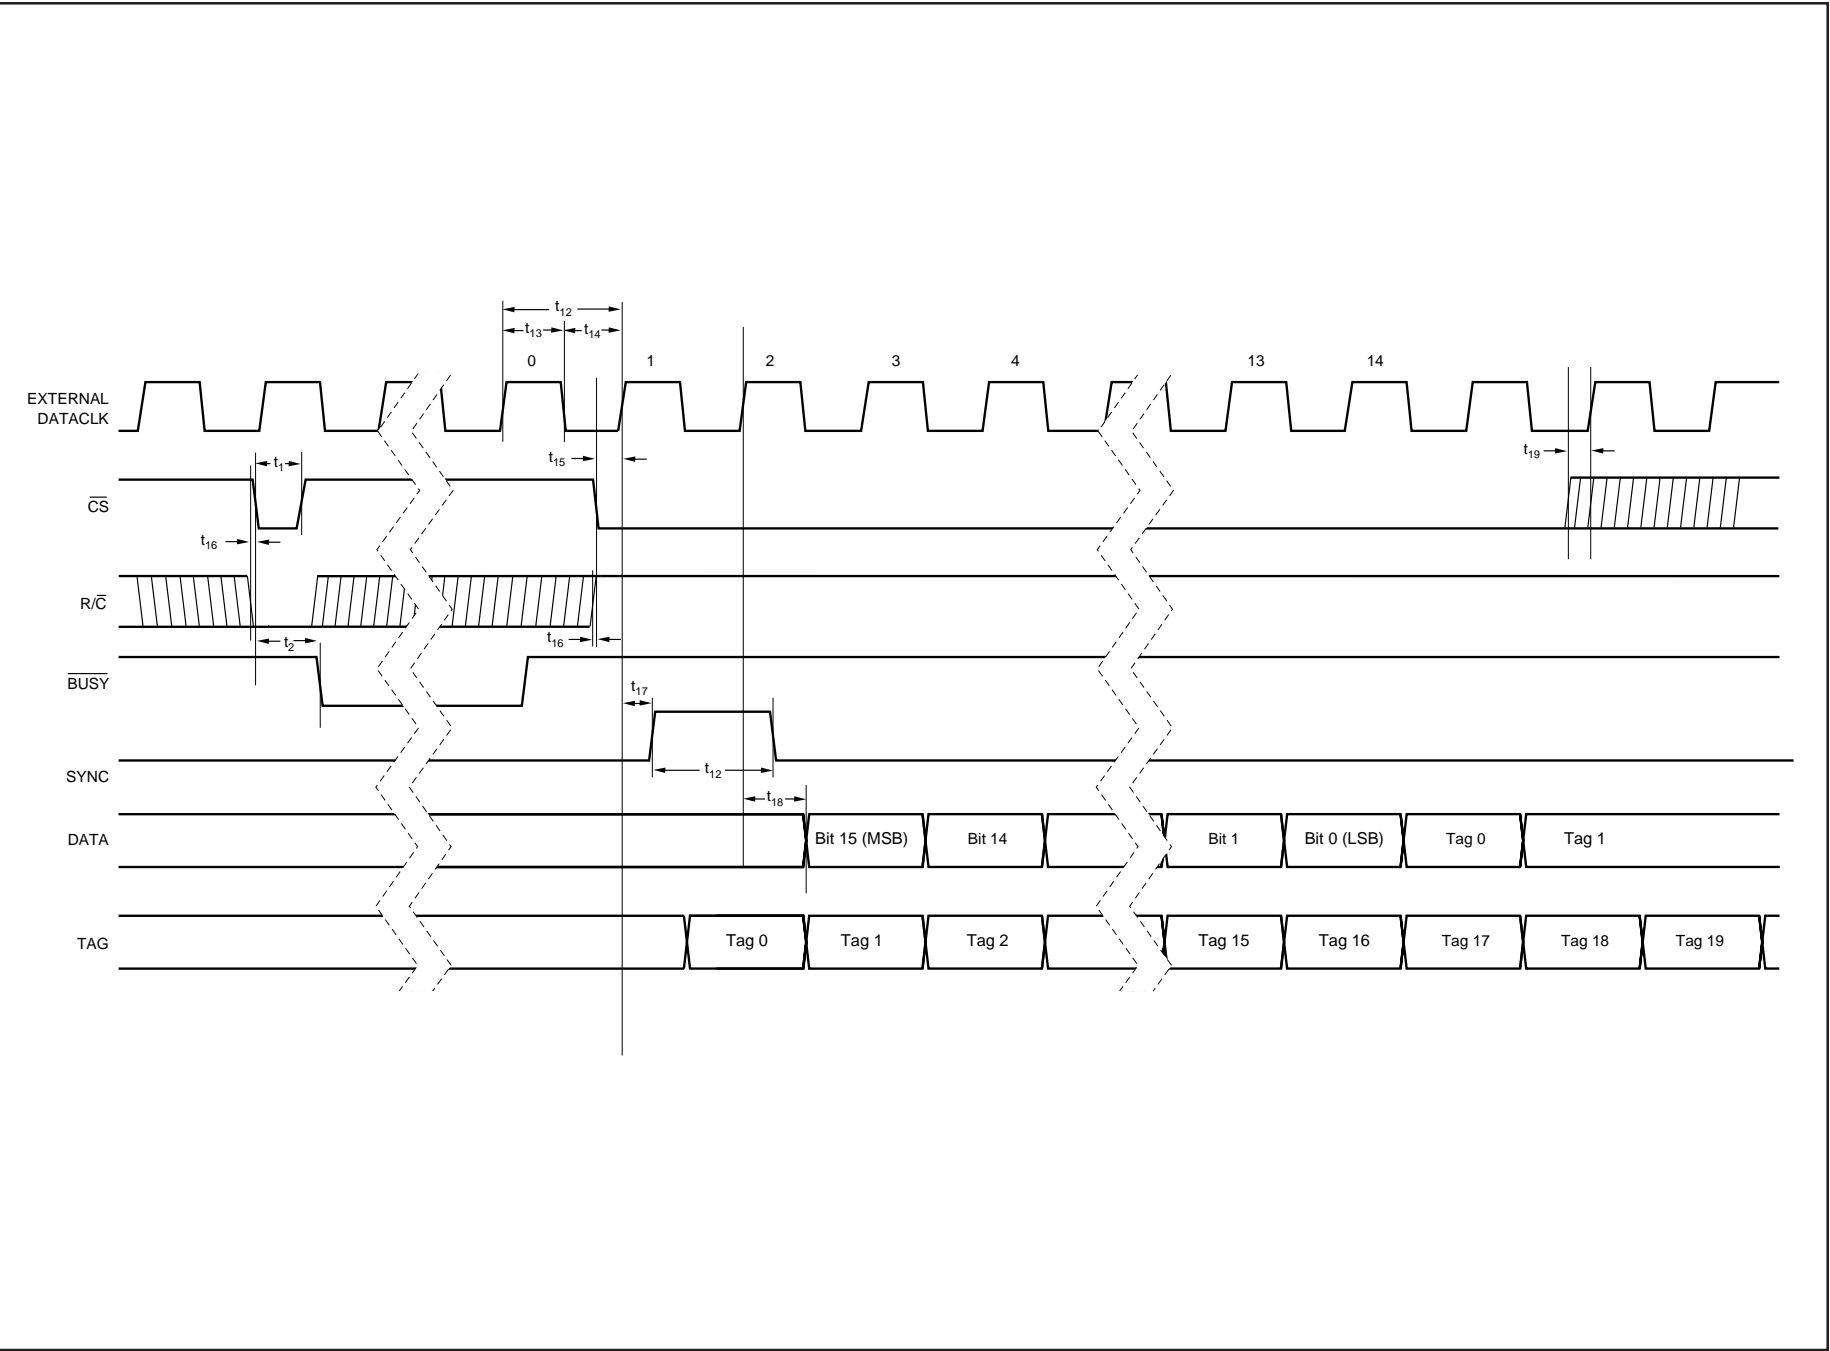 t12
t13 t14
0 1 2 3 4 13 14
EXTERNAL
DATACLK
t15 t19
t1
C̅S̅
t16
R/C̅
t2 t16
B̅U̅S̅Y̅
t17
SYNC
t12
t18
DATA Bit 15 (MSB) Bit 14 Bit 1 Bit 0 (LSB) Tag 0 Tag 1
TAG Tag 0 Tag 1 Tag 2 Tag 15 Tag 16 Tag 17 Tag 18 Tag 19